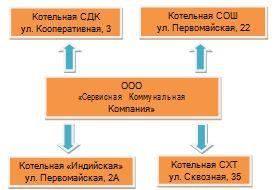 Котельная СДК
ул. Кооперативная, 3
Котельная СОШ
ул. Первомайская, 22
ООО
«Сервисная Коммунальная
Компания»
Котельная «Индийская»
ул. Первомайская, 2А
Котельная СХТ
ул. Сквозная, 35